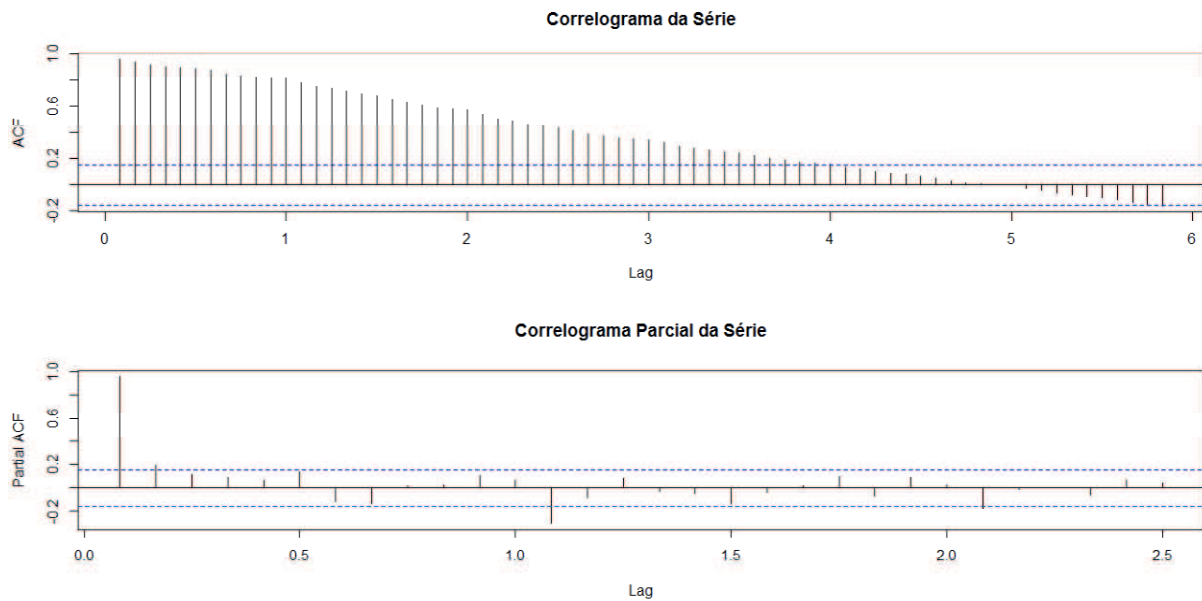 Correlograma da Série
ACF
1.0
0.6
0.2
-0.2
0 1 2 3 4 5 6
Lag
Correlograma Parcial da Série
Partial ACF
1.0
0.6
0.2
-0.2
0.0 0.5 1.0 1.5 2.0 2.5
Lag